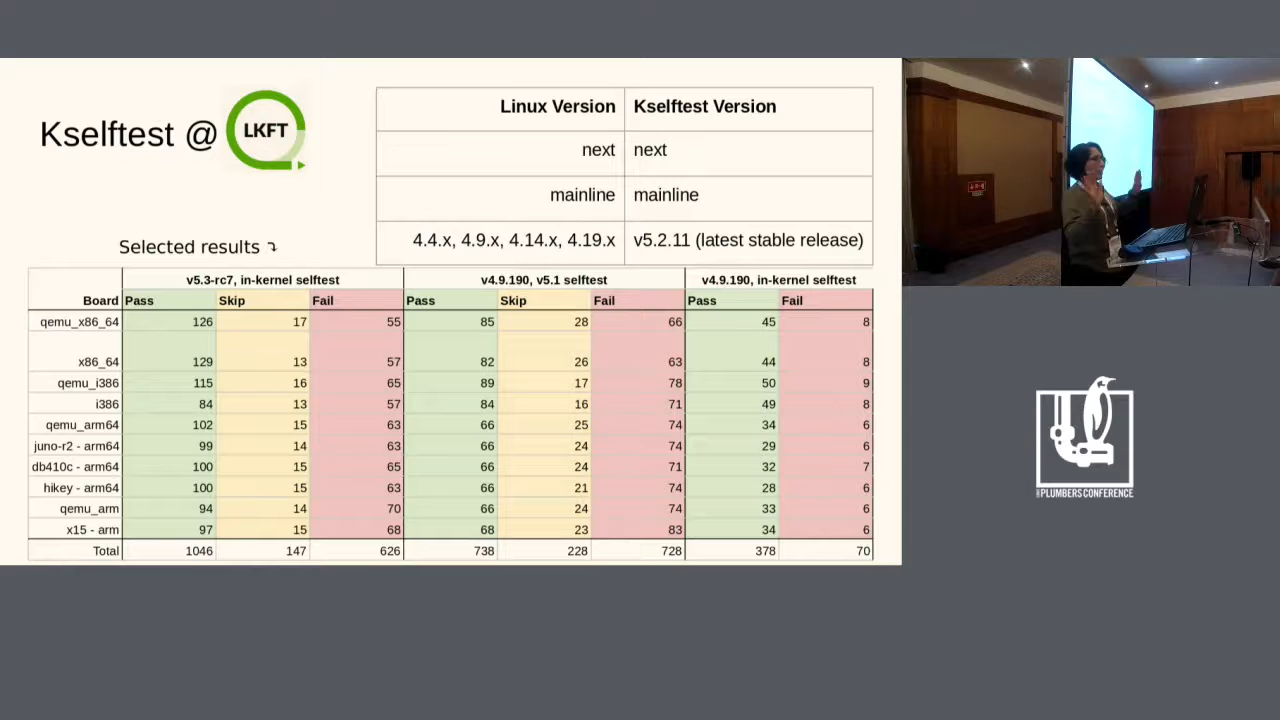 Kselftest @
LKFT
Linux Version Kselftest Version
next next
mainline mainline
4.4.x, 4.9.x, 4.14.x, 4.19.x v5.2.11 (latest stable release)
Selected results
v5.3-rc7, in-kernel selftest v4.9.190, v5.1 selftest v4.9.190, in-kernel selftest
Board Pass Skip Fail Pass Skip Fail Pass Fail
qemu_x86_64 126 17 55 85 28 66 45 8
x86_64 129 13 57 82 26 63 44 8
qemu_i386 115 16 65 89 17 78 50 9
i386 84 13 57 84 16 71 49 8
qemu_arm64 102 15 63 66 25 74 34 6
juno-r2 - arm64 99 14 63 66 24 74 29 6
db410c - arm64 100 15 65 66 24 71 32 7
hikey - arm64 100 15 63 66 21 74 28 6
qemu_arm 94 14 70 66 24 74 33 6
x15 - arm 97 15 68 68 23 83 34 6
Total 1046 147 626 738 228 728 378 70
PLUMBERS CONFERENCE